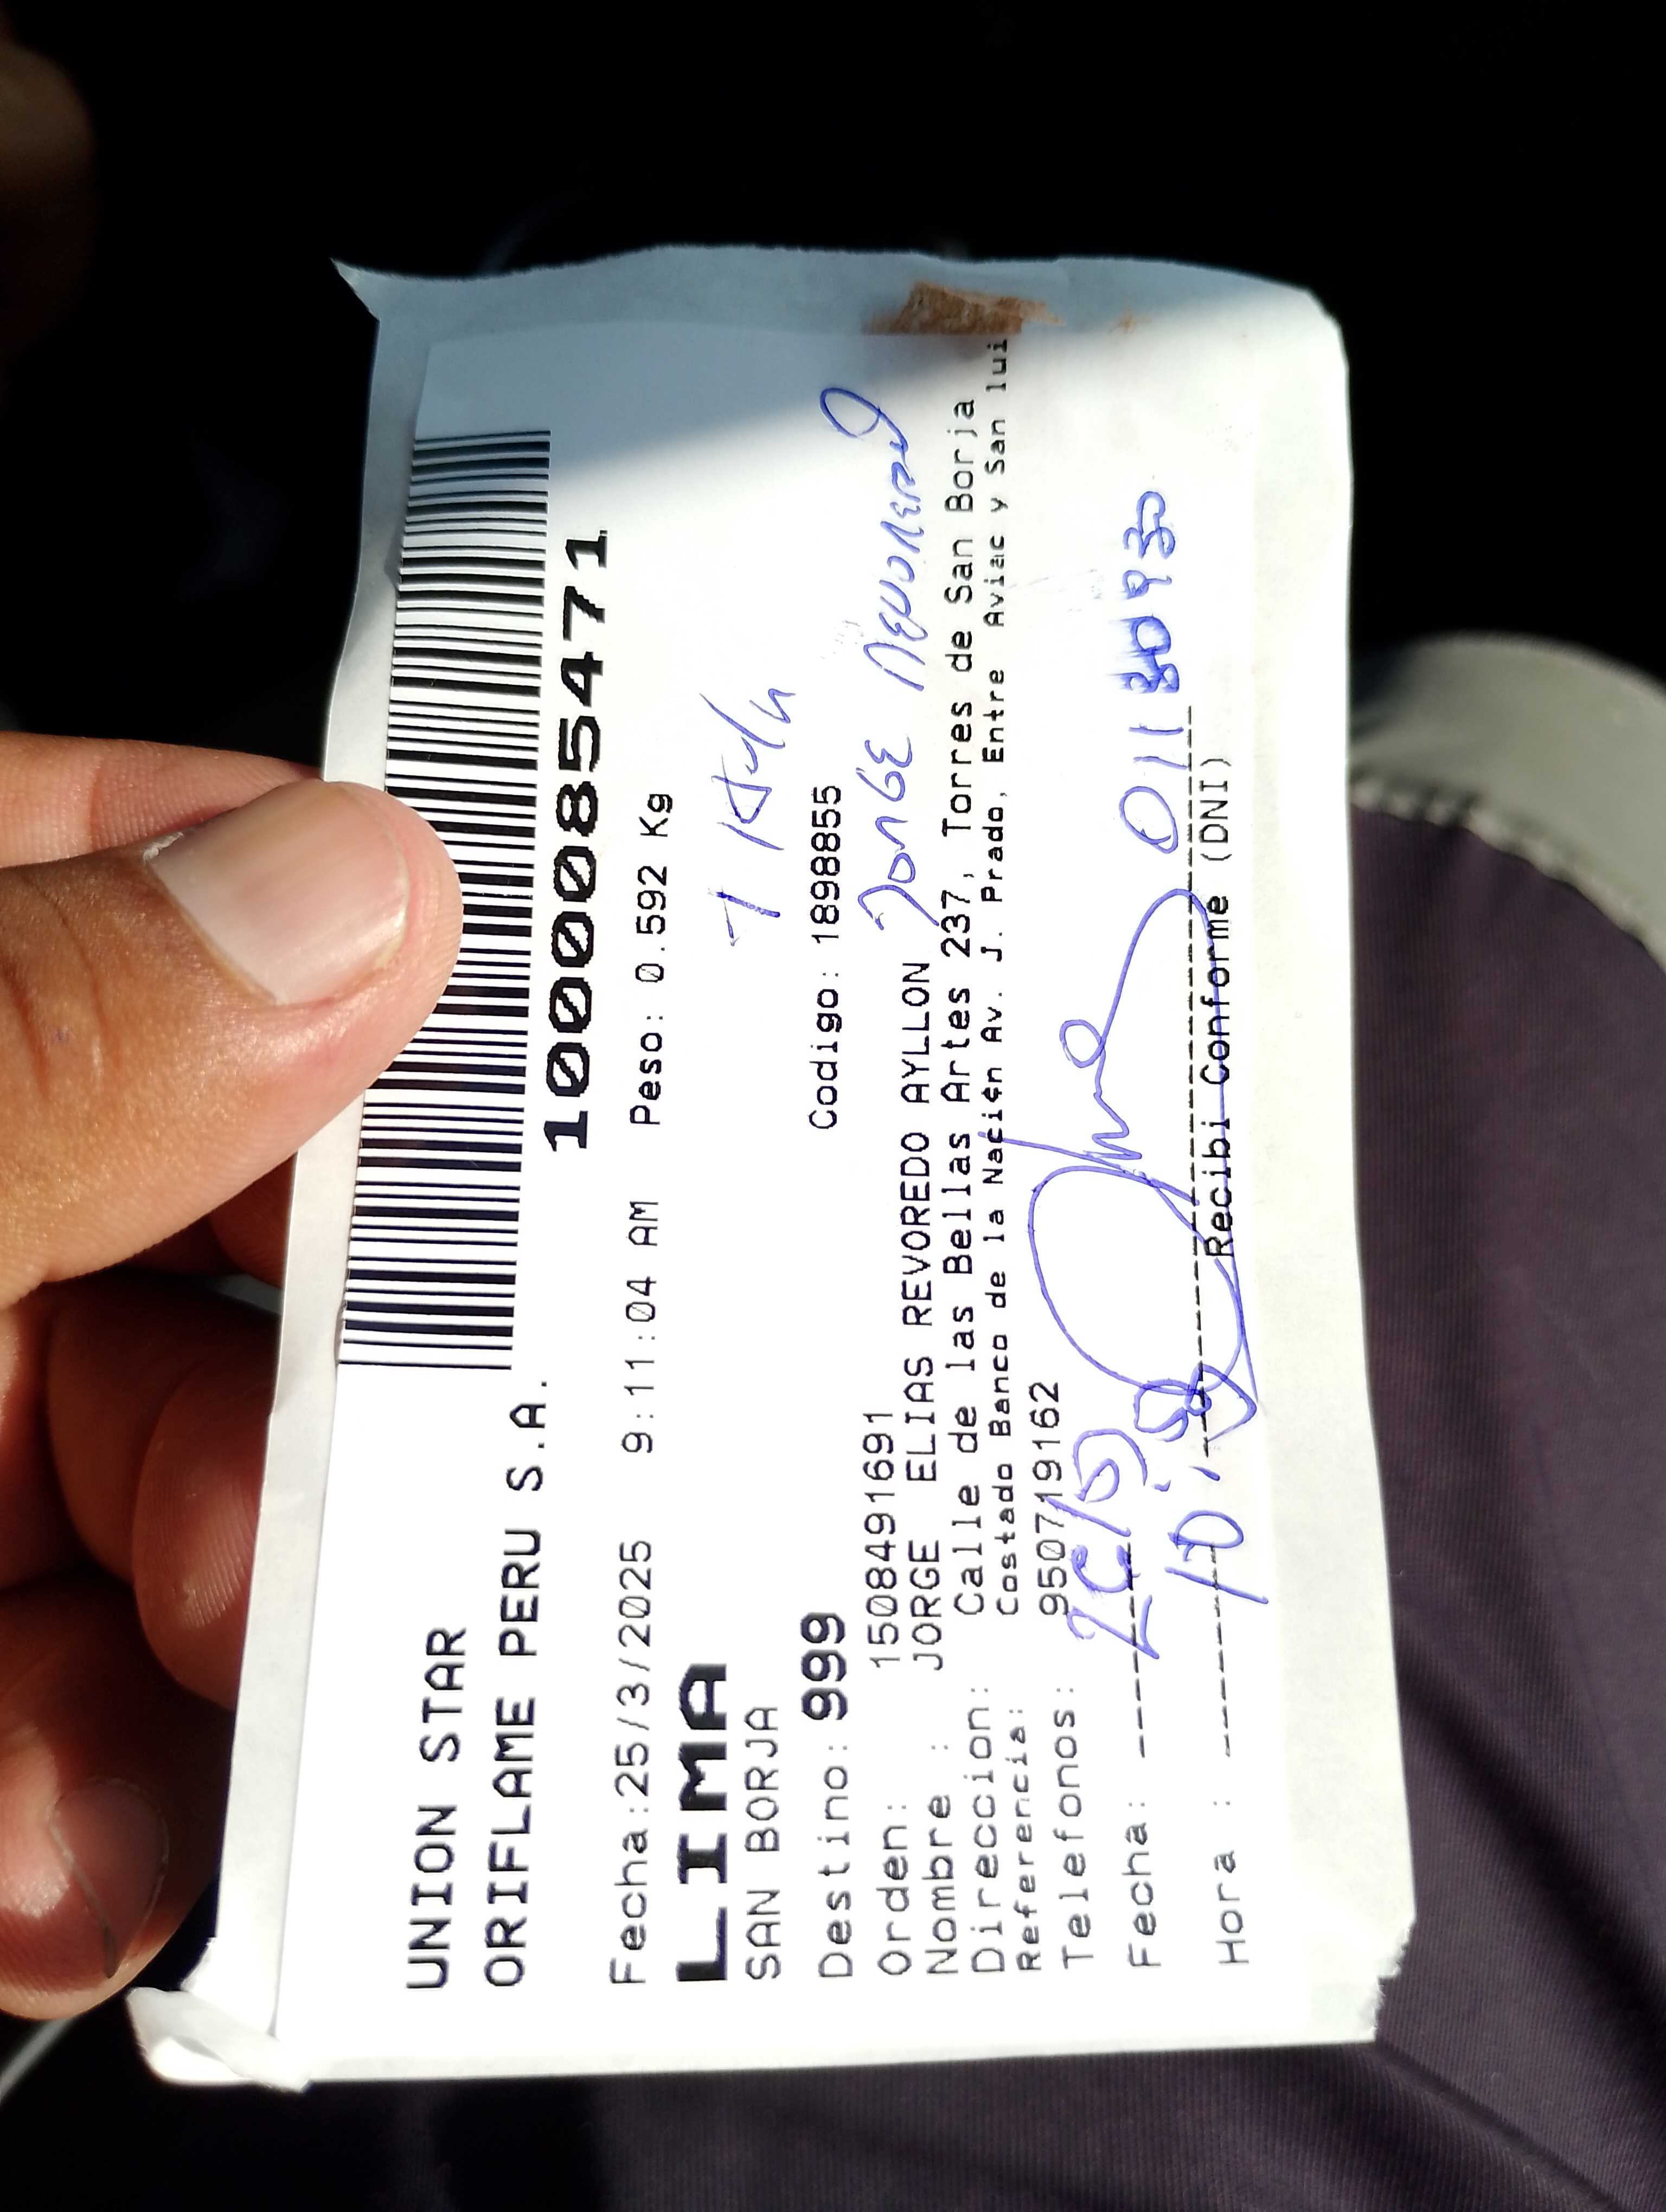 UNION STAR
ORIFLAME PERU S.A.
10000085471
Fecha:25/3/2025 9:11:04 AM Peso: 0.592 Kg
LIMA
SAN BORJA
Destino: 999 Codigo: 1898855
Orden: 1508491691
JORGE REVOREDO
Nombre : JORGE ELIAS REVOREDO AYLLON
Direccion: Calle de las Bellas Artes 237, Torres de San Borja
Referencia: Costado Banco de la Nación Av. J. Prado, Entre Aviac y San lui
Telefonos: 950719162
Fecha:
Hora :
Recibi Conforme (DNI)